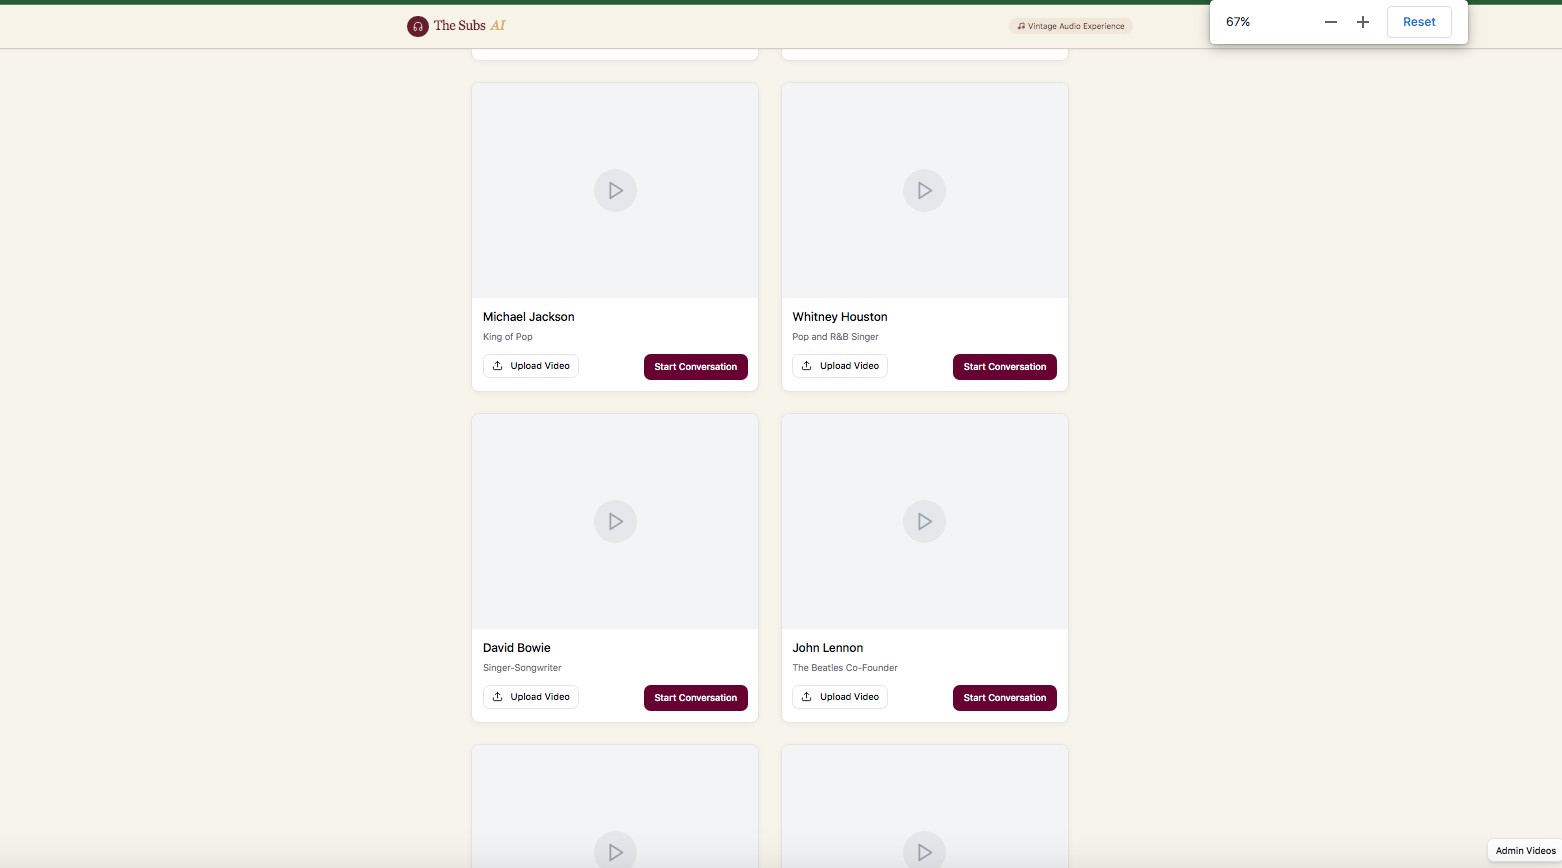 The Subs AI
Vintage Audio Experience
67%
Reset
Michael Jackson
King of Pop
Upload Video
Start Conversation
Whitney Houston
Pop and R&B Singer
Upload Video
Start Conversation
David Bowie
Singer-Songwriter
Upload Video
Start Conversation
John Lennon
The Beatles Co-Founder
Upload Video
Start Conversation
Admin Videos